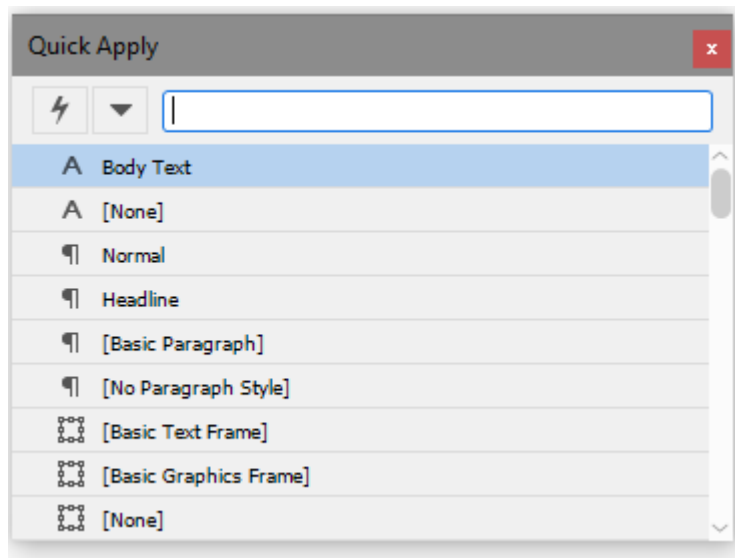 Quick Apply
x
A Body Text
A [None]
¶ Normal
¶ Headline
¶ [Basic Paragraph]
¶ [No Paragraph Style]
[Basic Text Frame]
[Basic Graphics Frame]
[None]